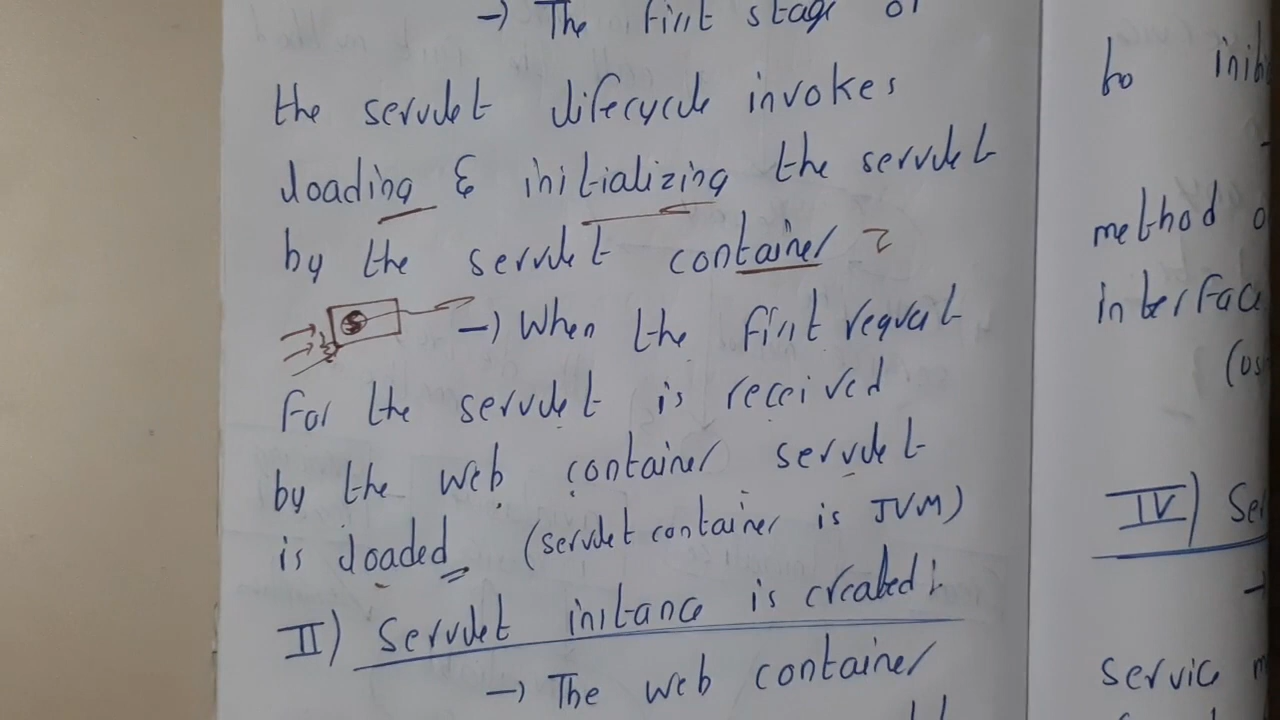 → The first stage of
the servlet lifecycle invokes
loading & initializing the servlet
by the servlet container
→ When the first request
for the servlet is received
by the web container servlet
is loaded (servlet container is JVM)
II) Servlet instance is created:
→ The web container
to
method
interface
IV)
service